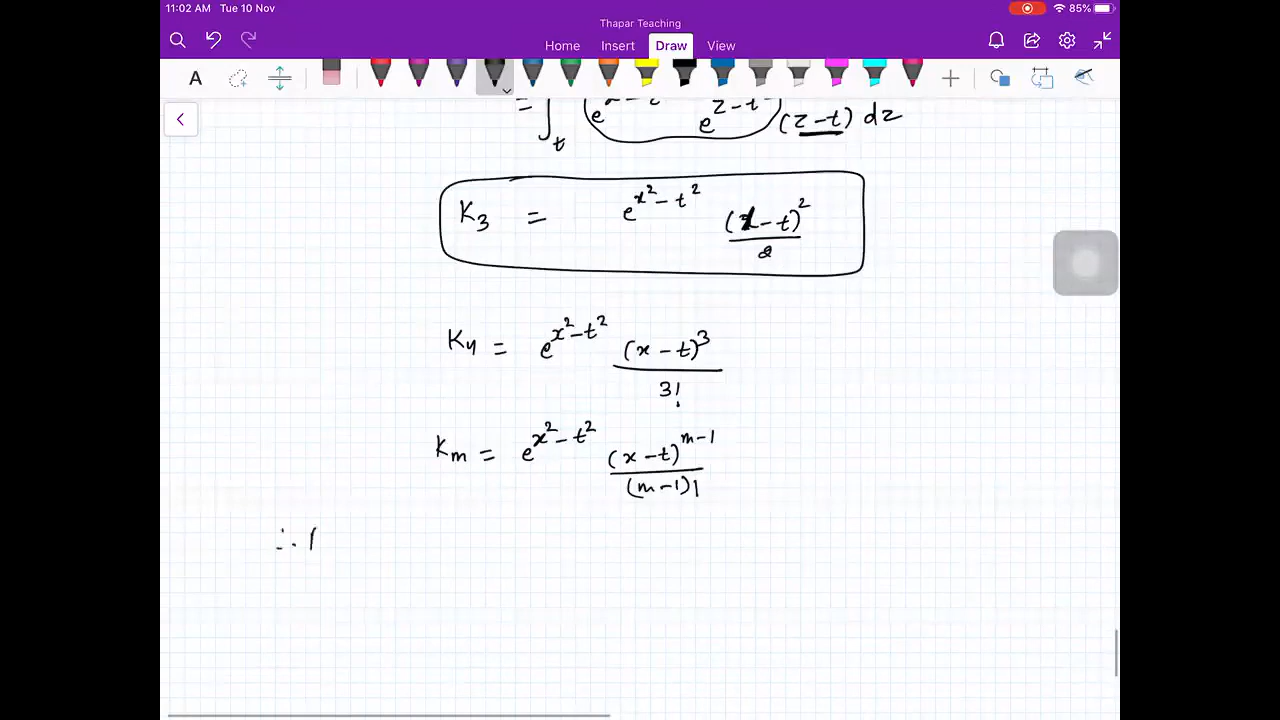 11:02 AM Tue 10 Nov
85%
Thapar Teaching
Home Insert Draw View
A
= ∫_t e^{z-t} (z-t) dz
K_3 = e^{x^2-t^2} (x-t)^2/2
K_4 = e^{x^2-t^2} (x-t)^3/3!
K_m = e^{x^2-t^2} (x-t)^{m-1}/(m-1)!
∴